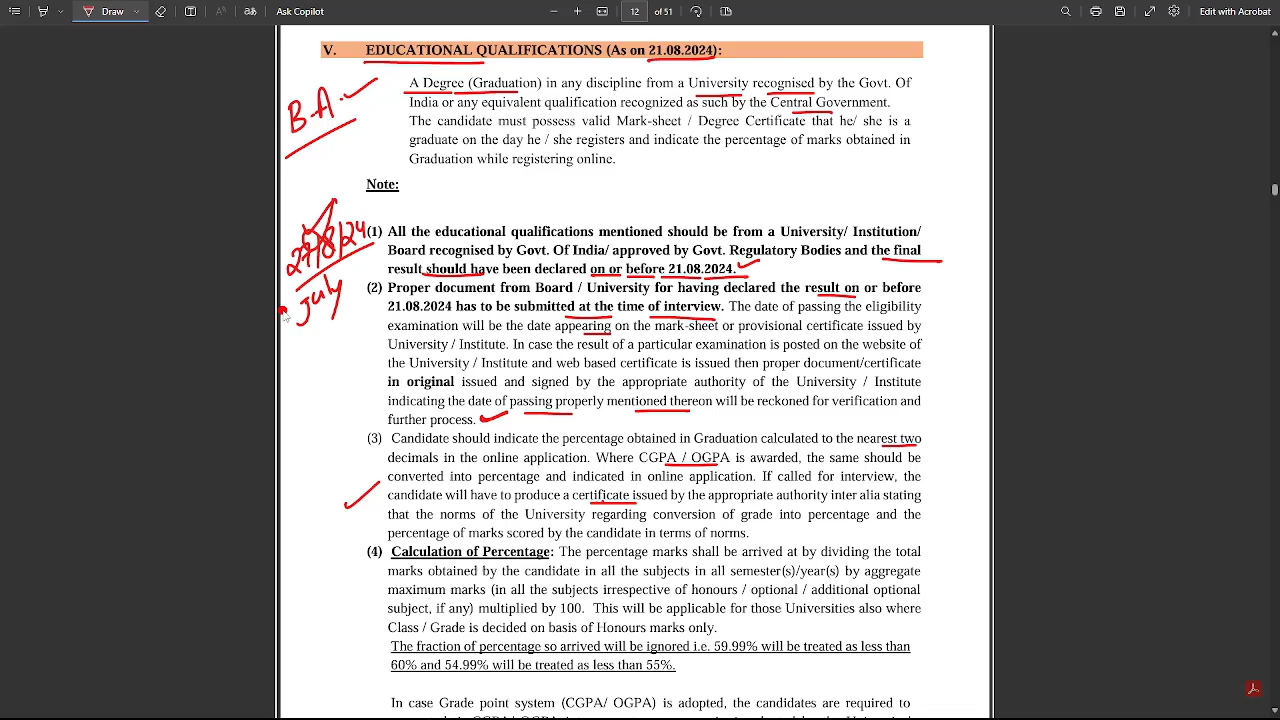 Draw
Ask Copilot
12 of 51
Edit with Acrobat
V. EDUCATIONAL QUALIFICATIONS (As on 21.08.2024):
A Degree (Graduation) in any discipline from a University recognised by the Govt. Of
India or any equivalent qualification recognized as such by the Central Government.
The candidate must possess valid Mark-sheet / Degree Certificate that he/ she is a
graduate on the day he / she registers and indicate the percentage of marks obtained in
Graduation while registering online.
B.A.
Note:
(1) All the educational qualifications mentioned should be from a University/ Institution/
Board recognised by Govt. Of India/ approved by Govt. Regulatory Bodies and the final
result should have been declared on or before 21.08.2024.
July
(2) Proper document from Board / University for having declared the result on or before
21.08.2024 has to be submitted at the time of interview. The date of passing the eligibility
examination will be the date appearing on the mark-sheet or provisional certificate issued by
University / Institute. In case the result of a particular examination is posted on the website of
the University / Institute and web based certificate is issued then proper document/certificate
in original issued and signed by the appropriate authority of the University / Institute
indicating the date of passing properly mentioned thereon will be reckoned for verification and
further process.
(3) Candidate should indicate the percentage obtained in Graduation calculated to the nearest two
decimals in the online application. Where CGPA / OGPA is awarded, the same should be
converted into percentage and indicated in online application. If called for interview, the
candidate will have to produce a certificate issued by the appropriate authority inter alia stating
that the norms of the University regarding conversion of grade into percentage and the
percentage of marks scored by the candidate in terms of norms.
(4) Calculation of Percentage: The percentage marks shall be arrived at by dividing the total
marks obtained by the candidate in all the subjects in all semester(s)/year(s) by aggregate
maximum marks (in all the subjects irrespective of honours / optional / additional optional
subject, if any) multiplied by 100. This will be applicable for those Universities also where
Class / Grade is decided on basis of Honours marks only.
The fraction of percentage so arrived will be ignored i.e. 59.99% will be treated as less than
60% and 54.99% will be treated as less than 55%.
In case Grade point system (CGPA/ OGPA) is adopted, the candidates are required to